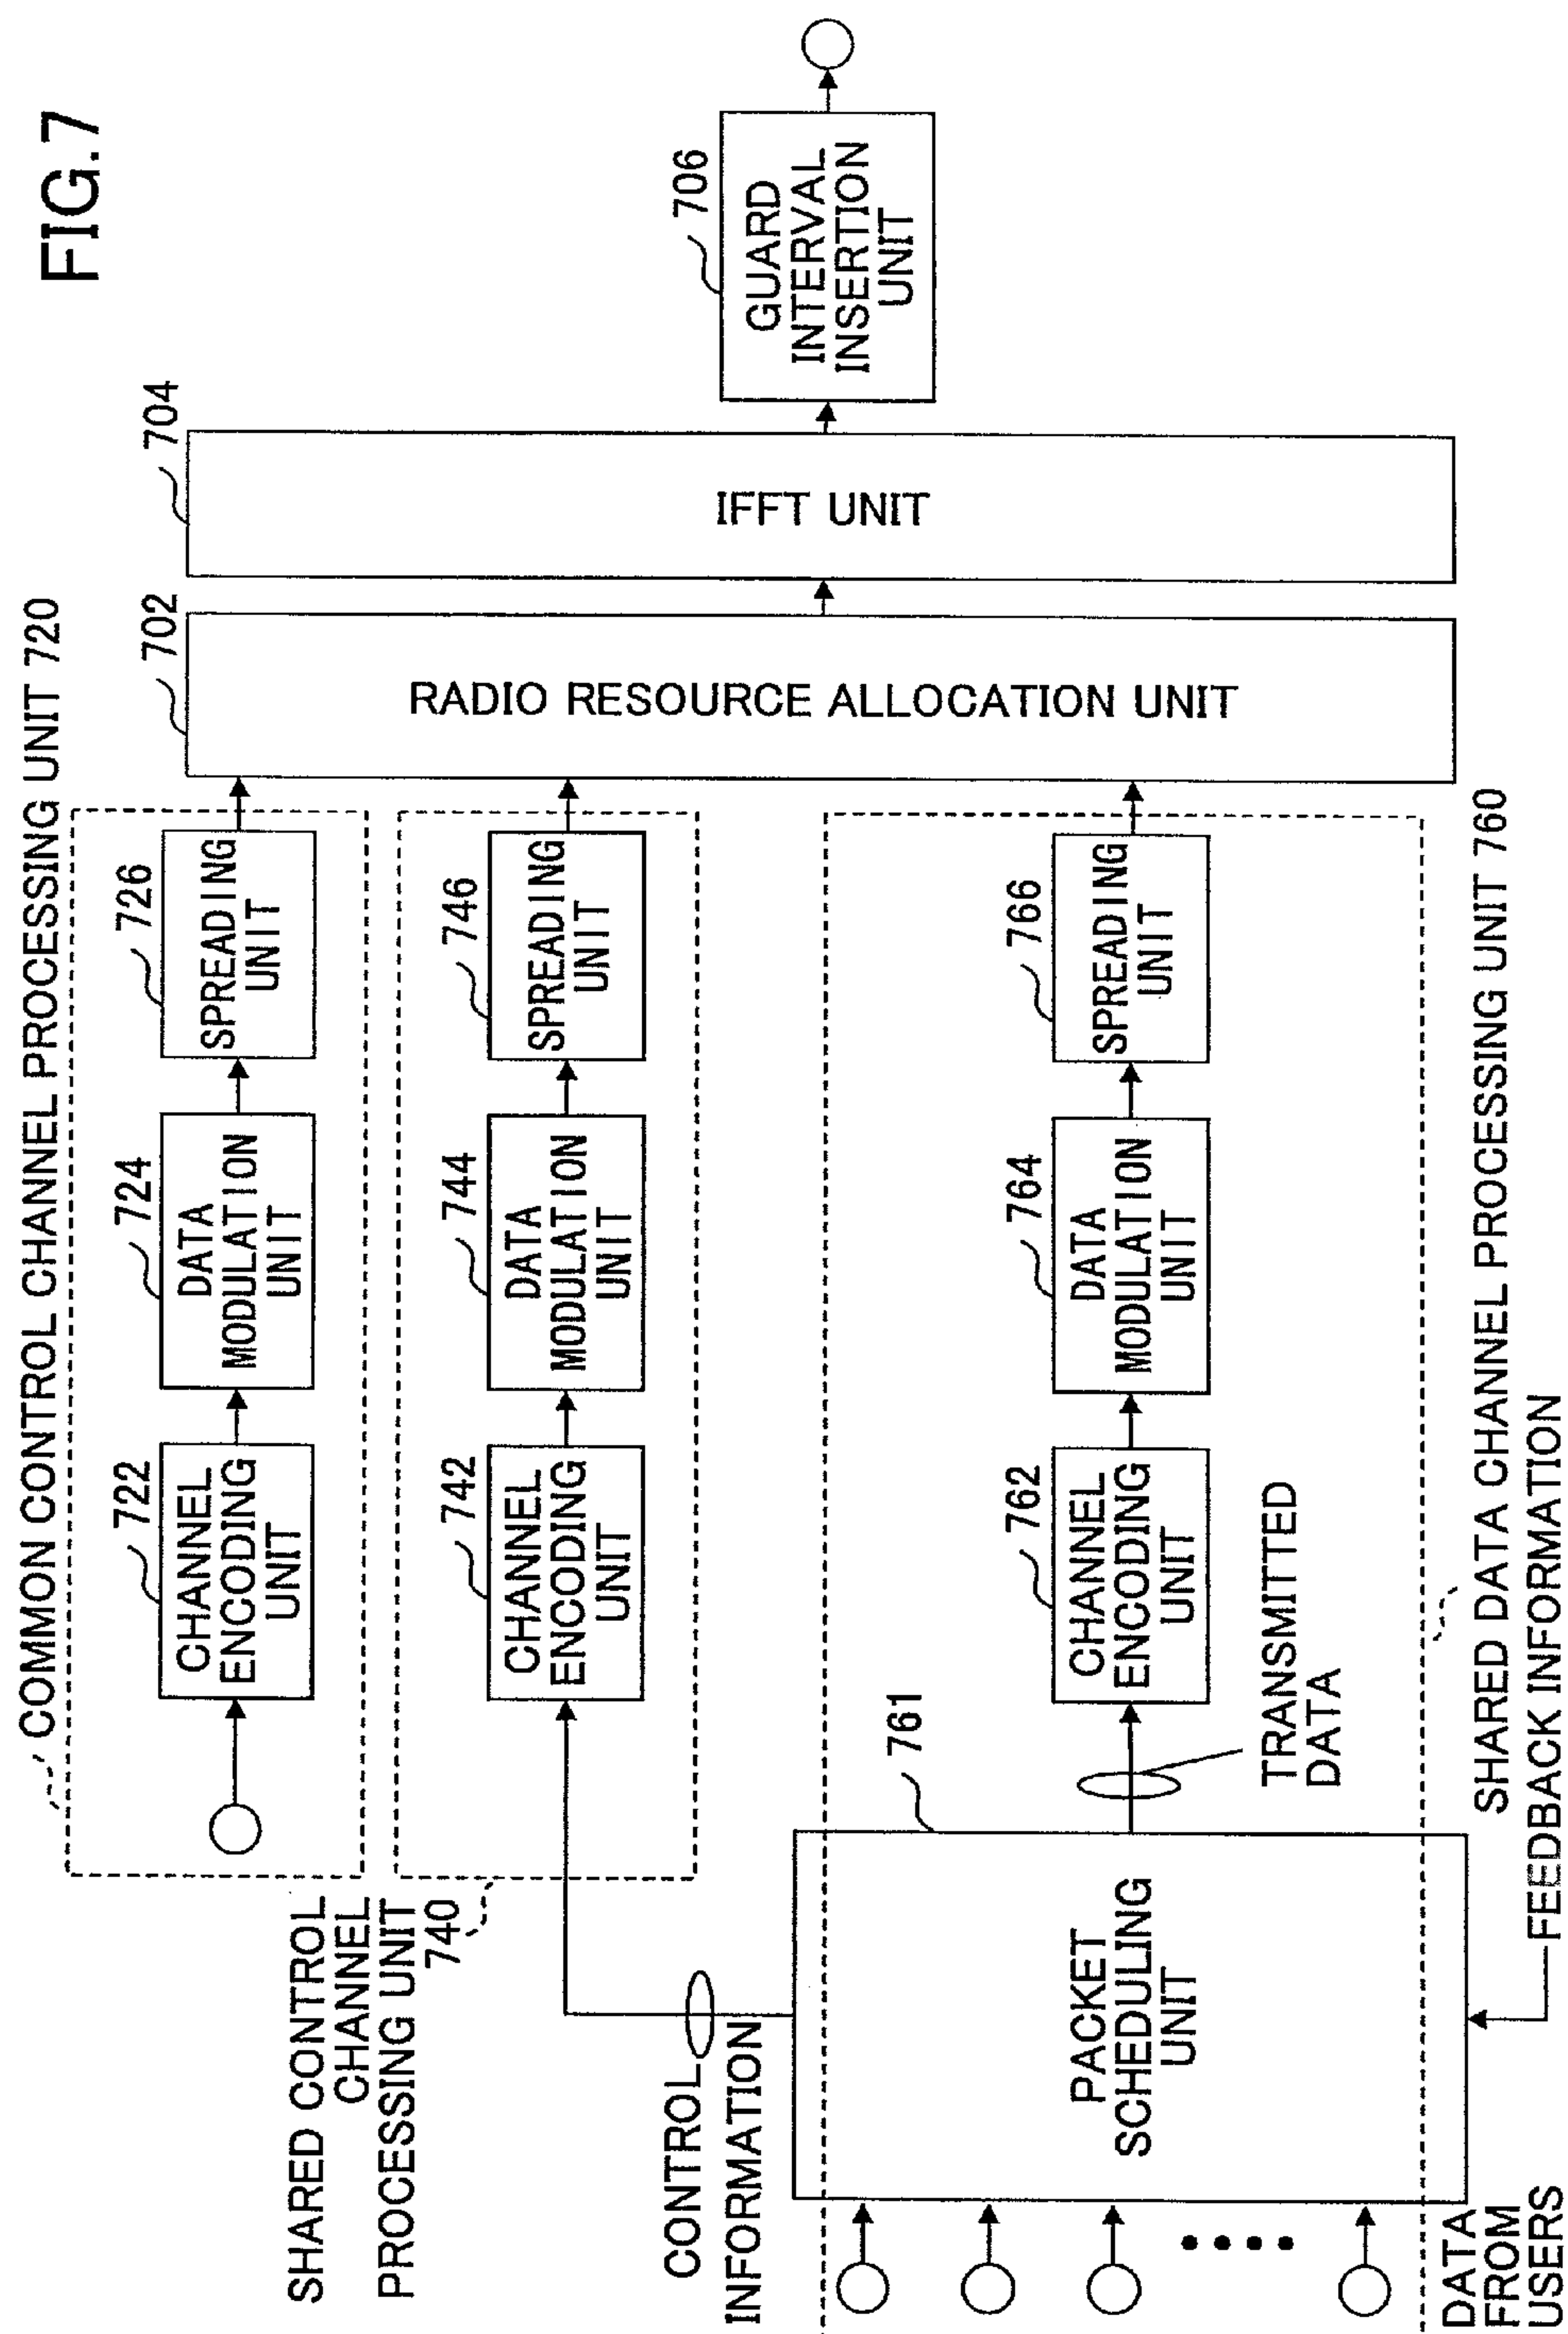 FIG.7
COMMON CONTROL CHANNEL PROCESSING UNIT 720
722
CHANNEL
ENCODING
UNIT
724
DATA
MODULATION
UNIT
726
SPREADING
UNIT
702
RADIO RESOURCE ALLOCATION UNIT
704
IFFT UNIT
706
GUARD
INTERVAL
INSERTION
UNIT
SHARED CONTROL
CHANNEL
PROCESSING UNIT
740
742
CHANNEL
ENCODING
UNIT
744
DATA
MODULATION
UNIT
746
SPREADING
UNIT
CONTROL
INFORMATION
761
PACKET
SCHEDULING
UNIT
TRANSMITTED
DATA
762
CHANNEL
ENCODING
UNIT
764
DATA
MODULATION
UNIT
766
SPREADING
UNIT
DATA
FROM
USERS
SHARED DATA CHANNEL PROCESSING UNIT 760
FEEDBACK INFORMATION